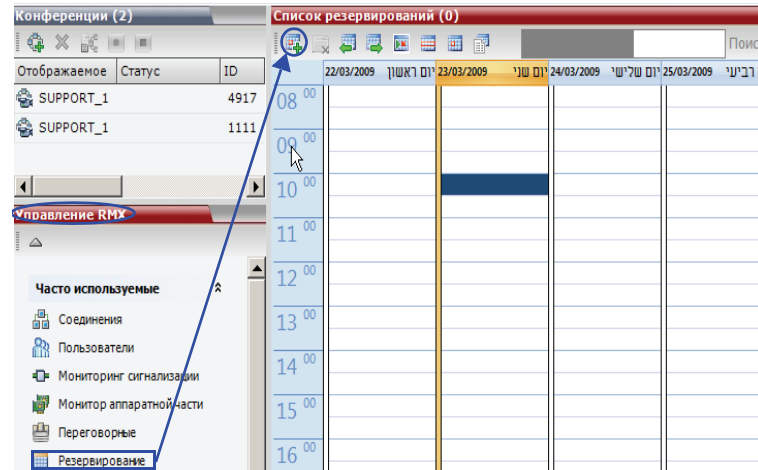 Конференции (2)
Отображаемое Статус ID
SUPPORT_1 4917
SUPPORT_1 1111
Управление RMX
Часто используемые
Соединения
Пользователи
Мониторинг сигнализации
Монитор аппаратной части
Переговорные
Резервирование
Список резервирований (0)
Поис
22/03/2009 יום ראשון 23/03/2009 יום שני 24/03/2009 יום שלישי 25/03/2009 רביעי
08 00
09 00
10 00
11 00
12 00
13 00
14 00
15 00
16 00